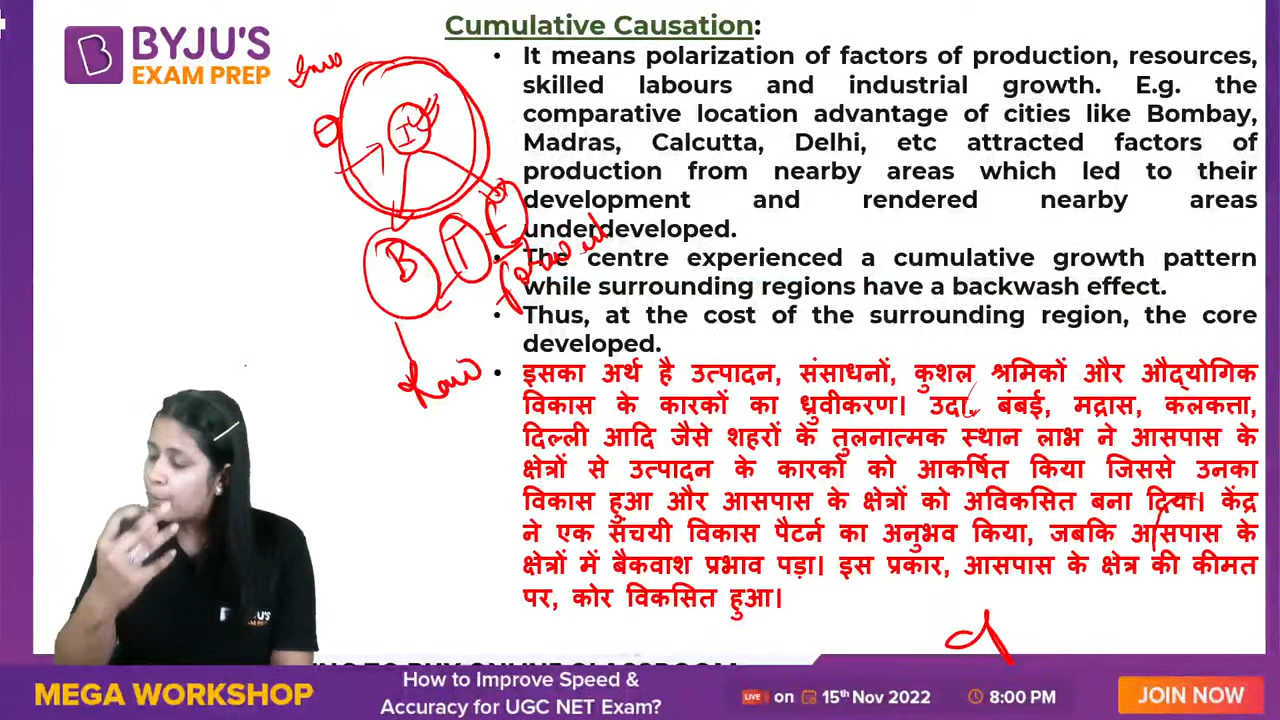 Cumulative Causation:
BYJU'S
EXAM PREP
• It means polarization of factors of production, resources,
skilled labours and industrial growth. E.g. the
comparative location advantage of cities like Bombay,
Madras, Calcutta, Delhi, etc attracted factors of
production from nearby areas which led to their
development and rendered nearby areas
underdeveloped.
• The centre experienced a cumulative growth pattern
while surrounding regions have a backwash effect.
• Thus, at the cost of the surrounding region, the core
developed.
• इसका अर्थ है उत्पादन, संसाधनों, कुशल श्रमिकों और औद्योगिक
विकास के कारकों का ध्रुवीकरण। उदा. बंबई, मद्रास, कलकत्ता,
दिल्ली आदि जैसे शहरों के तुलनात्मक स्थान लाभ ने आसपास के
क्षेत्रों से उत्पादन के कारकों को आकर्षित किया जिससे उनका
विकास हुआ और आसपास के क्षेत्रों को अविकसित बना दिया। केंद्र
ने एक संचयी विकास पैटर्न का अनुभव किया, जबकि आसपास के
क्षेत्रों में बैकवाश प्रभाव पड़ा। इस प्रकार, आसपास के क्षेत्र की कीमत
पर, कोर विकसित हुआ।
B
I
forward
MEGA WORKSHOP
How to Improve Speed &
Accuracy for UGC NET Exam?
LIVE on 15th Nov 2022
8:00 PM
JOIN NOW